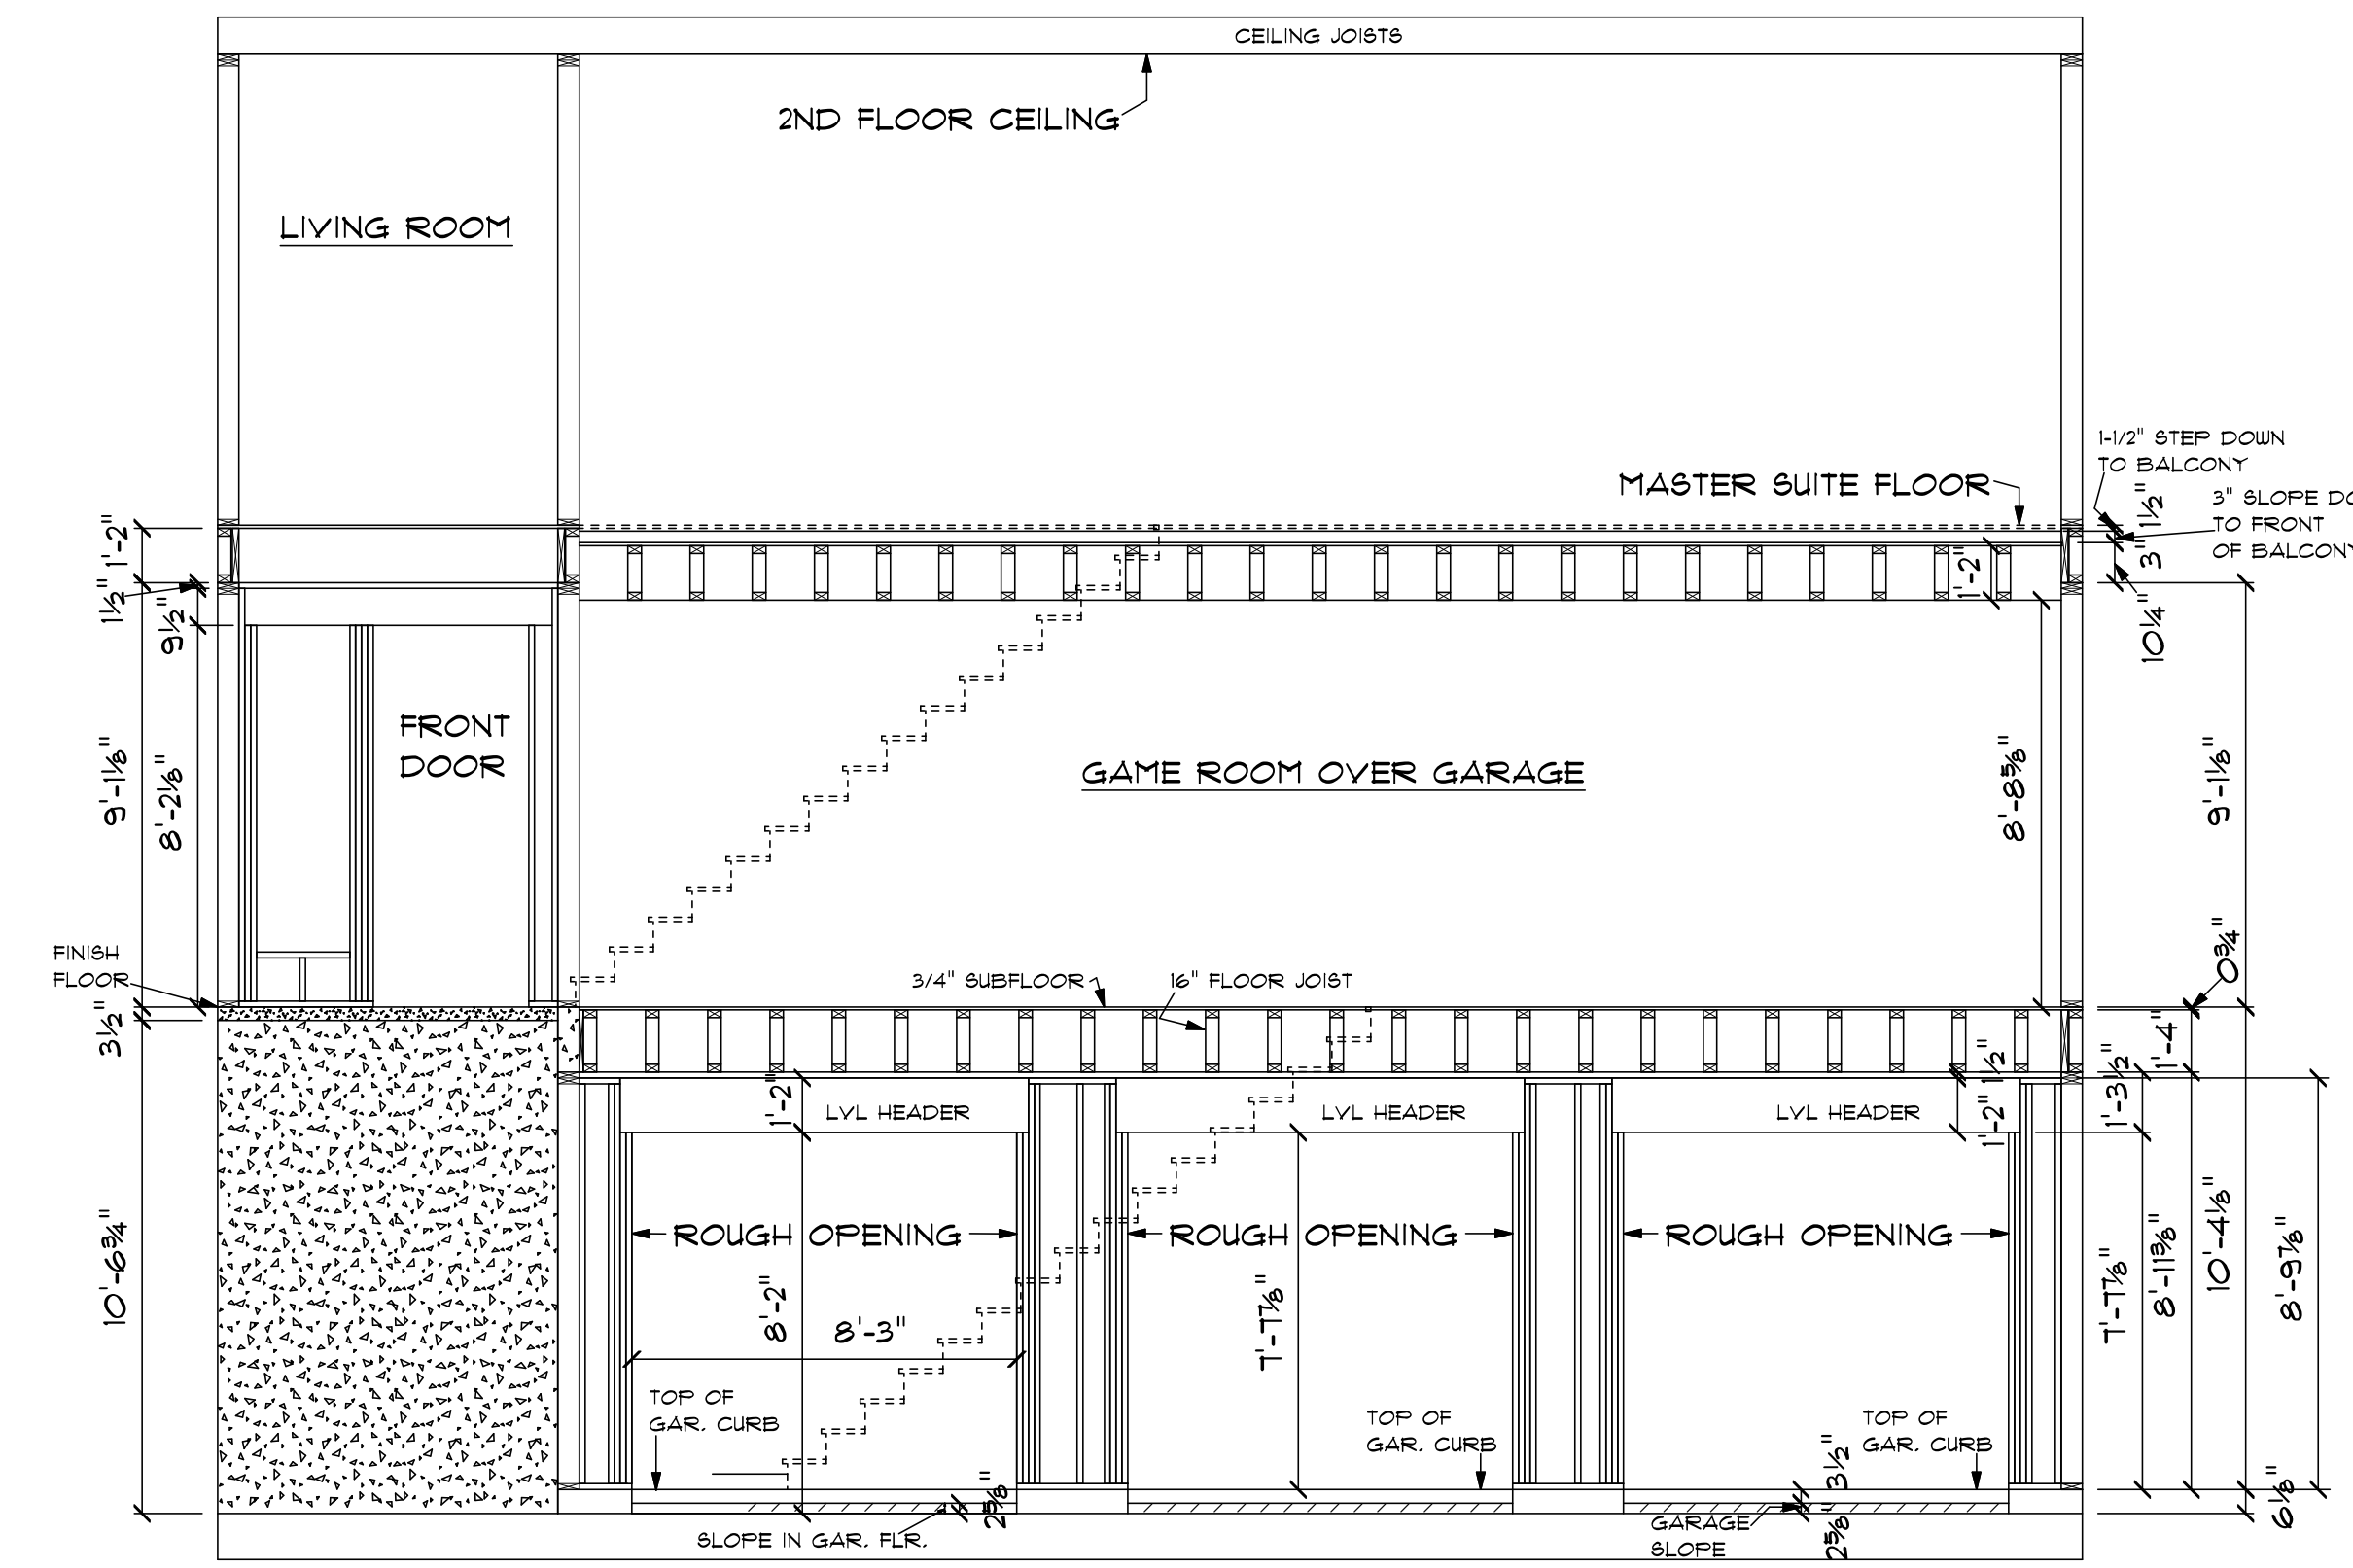 CEILING JOISTS
2ND FLOOR CEILING
LIVING ROOM
1-1/2" STEP DOWN
TO BALCONY
MASTER SUITE FLOOR
3" SLOPE DO
TO FRONT
OF BALCONY
1'-2"
1½"
9½"
1½"
3"
10¼"
1'-2"
FRONT
DOOR
GAME ROOM OVER GARAGE
9'-1⅛"
8'-2⅛"
8'-8⅝"
9'-1⅛"
FINISH
FLOOR
3/4" SUBFLOOR
16" FLOOR JOIST
0¾"
3½"
1'-4"
1'-2"
LVL HEADER
LVL HEADER
LVL HEADER
1½"
1'-2"
1'-3½"
ROUGH OPENING
ROUGH OPENING
ROUGH OPENING
10'-6¾"
8'-2"
8'-3"
7'-7⅞"
7'-7⅞"
8'-11⅜"
10'-4⅛"
8'-9⅞"
TOP OF
GAR. CURB
TOP OF
GAR. CURB
TOP OF
GAR. CURB
2⅝"
3½"
2⅝"
6⅛"
SLOPE IN GAR. FLR.
GARAGE
SLOPE